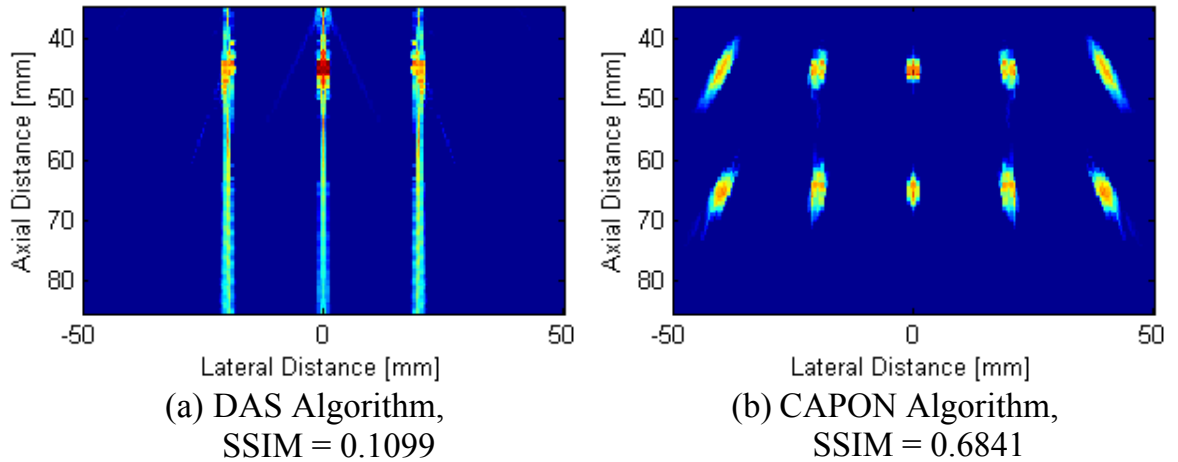 40
50
60
70
80
Axial Distance [mm]
-50
0
50
Lateral Distance [mm]
(a) DAS Algorithm,
SSIM = 0.1099
40
50
60
70
80
Axial Distance [mm]
-50
0
50
Lateral Distance [mm]
(b) CAPON Algorithm,
SSIM = 0.6841